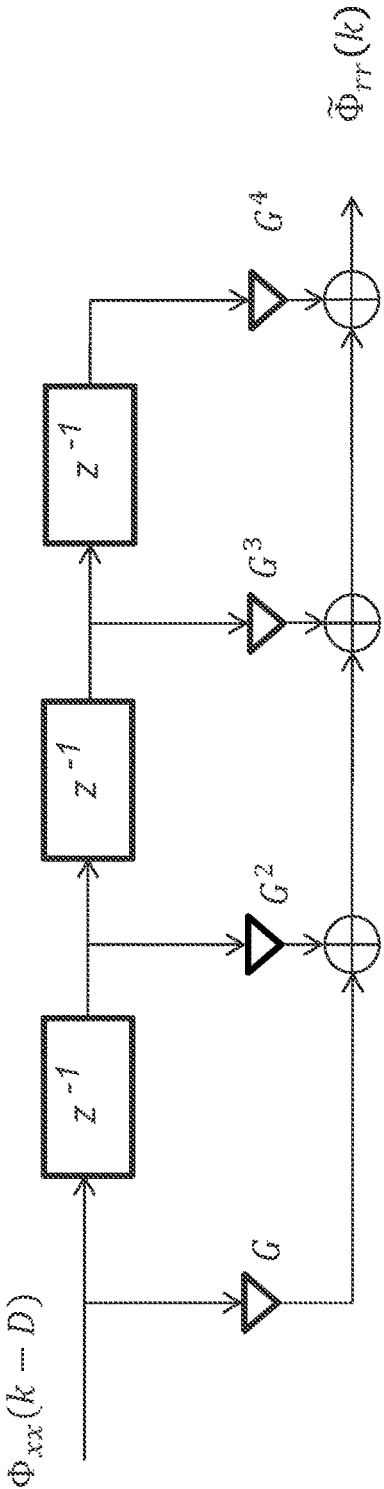 Φₓₓ(k − D)
z⁻¹
z⁻¹
z⁻¹
G
G²
G³
G⁴
Φ̃ᵣᵣ(k)